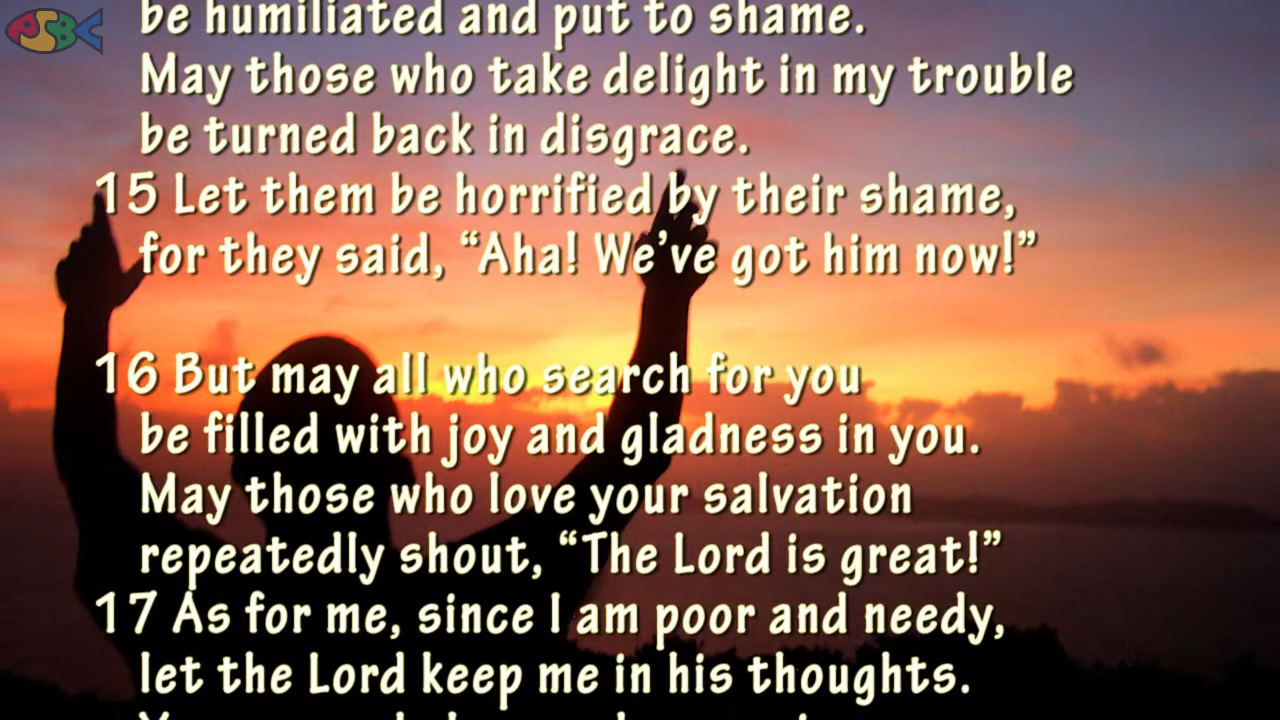 PSBC
be humiliated and put to shame.
May those who take delight in my trouble
be turned back in disgrace.
15 Let them be horrified by their shame,
for they said, “Aha! We’ve got him now!”
16 But may all who search for you
be filled with joy and gladness in you.
May those who love your salvation
repeatedly shout, “The Lord is great!”
17 As for me, since I am poor and needy,
let the Lord keep me in his thoughts.